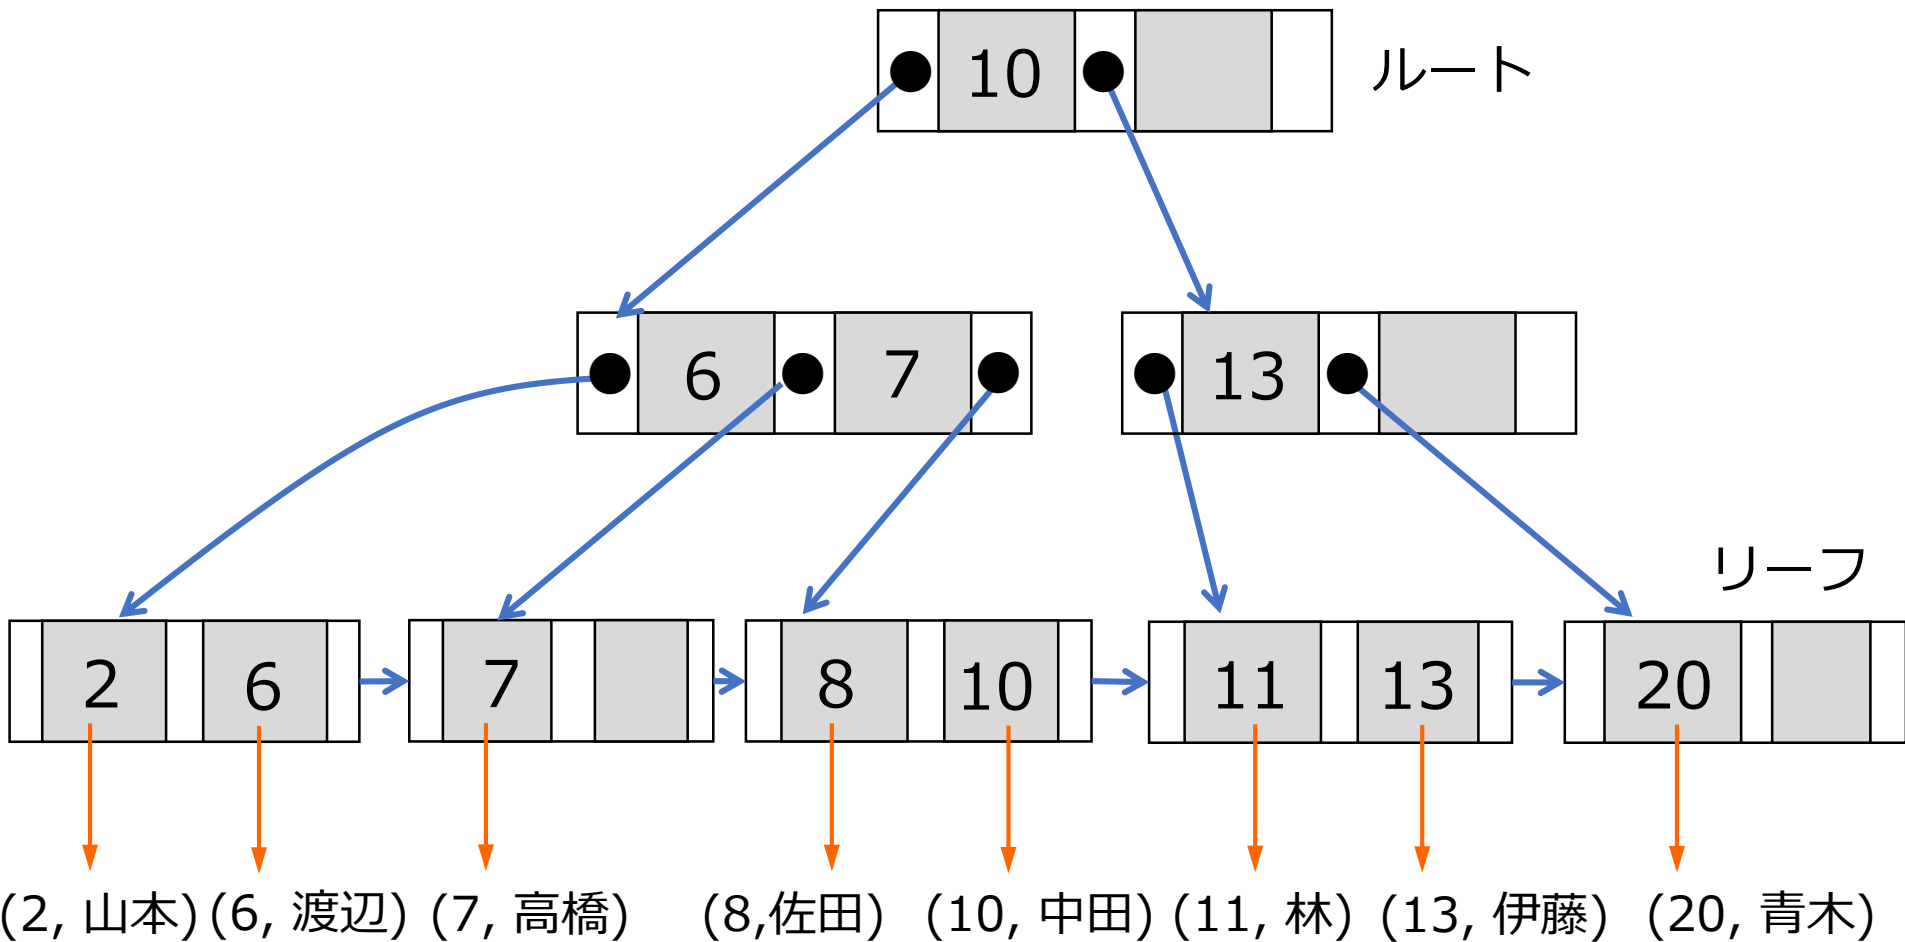 10 ルート
6 7 13
リーフ
2 6 7 8 10 11 13 20
(2, 山本) (6, 渡辺) (7, 高橋) (8,佐田) (10, 中田) (11, 林) (13, 伊藤) (20, 青木)